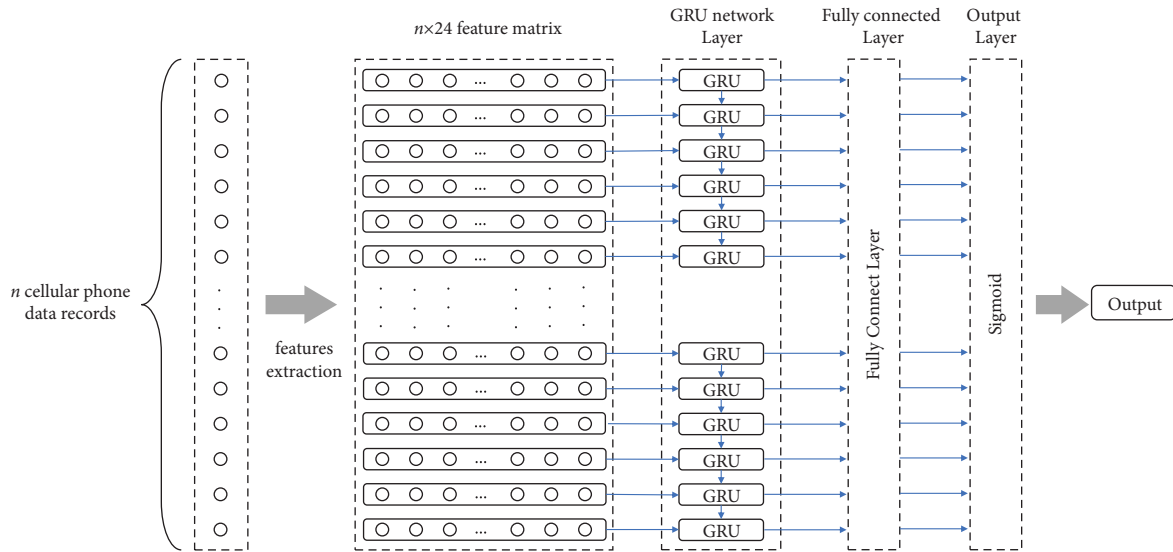 n×24 feature matrix
GRU network
Layer
Fully connected
Layer
Output
Layer
n cellular phone
data records
features
extraction
...
...
...
...
...
...
...
...
...
...
...
...
GRU
GRU
GRU
GRU
GRU
GRU
GRU
GRU
GRU
GRU
GRU
GRU
Fully Connect Layer
Sigmoid
Output